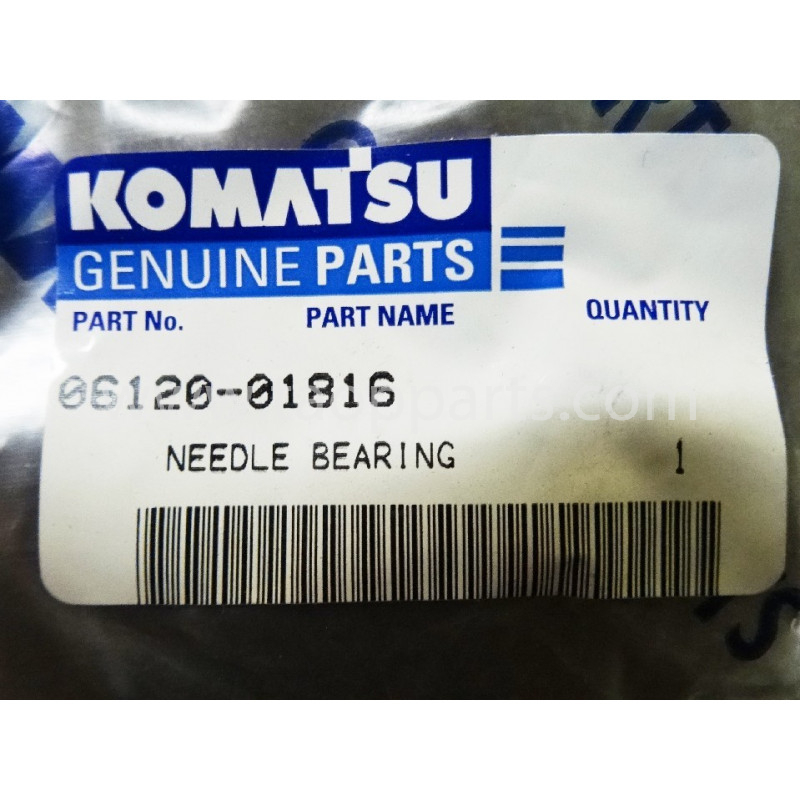 KOMATSU
GENUINE PARTS
PART No. PART NAME QUANTITY
06120-01816
NEEDLE BEARING 1